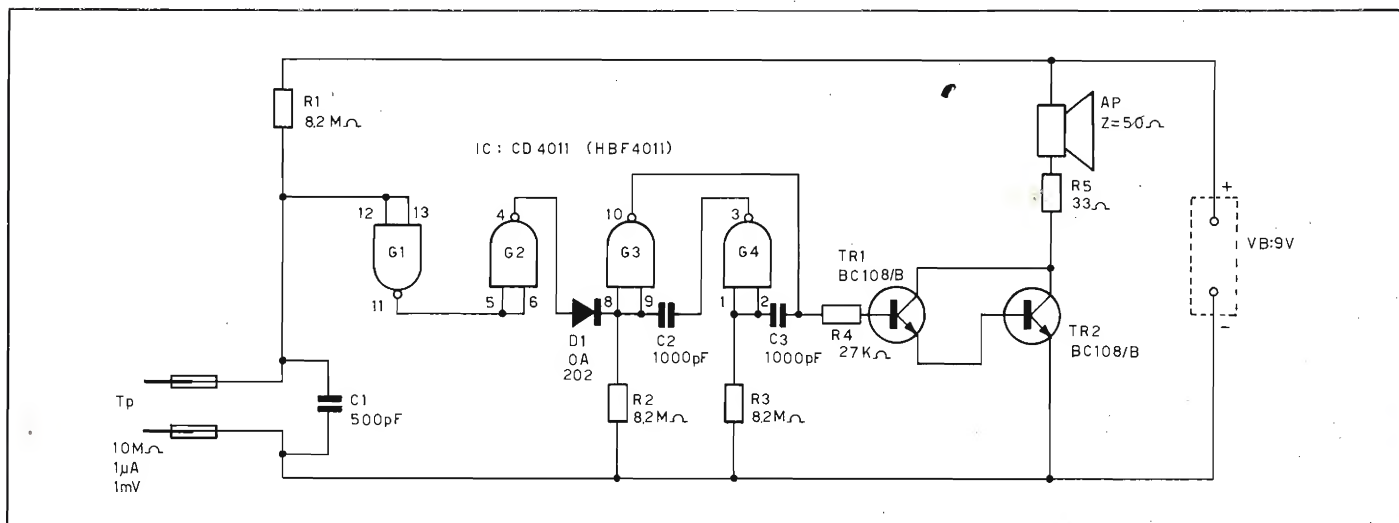 R1
8,2 MΩ
IC : CD 4011 (HBF4011)
AP
Z=50Ω
R5
33Ω
+
VB:9V
-
12
13
G1
11
4
G2
5
6
10
G3
8
9
3
G4
1
2
D1
0A
202
C2
1000pF
C3
1000pF
R4
27KΩ
TR1
BC108/B
TR2
BC108/B
R2
8,2MΩ
R3
8,2MΩ
C1
500pF
Tp
10MΩ
1µA
1mV